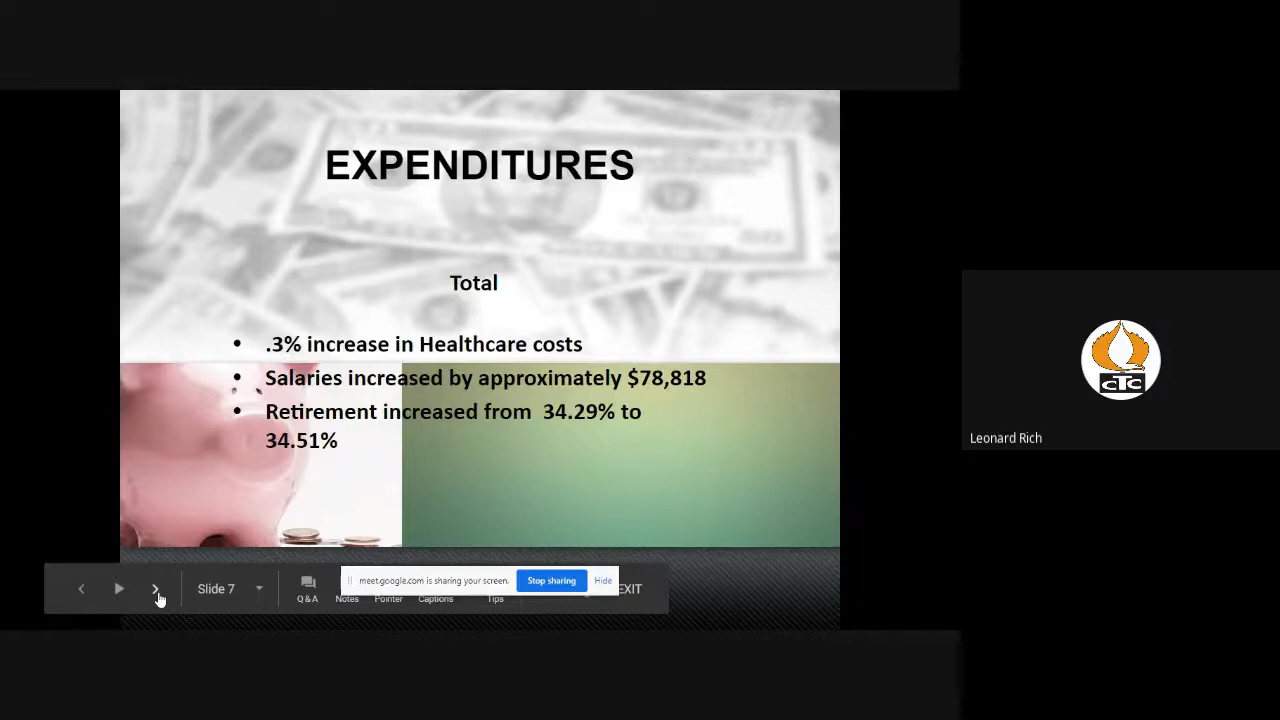 EXPENDITURES
Total
• .3% increase in Healthcare costs
• Salaries increased by approximately $78,818
• Retirement increased from 34.29% to
34.51%
CTC
Leonard Rich
Slide 7
Q & A
Notes
Pointer
Captions
Tips
meet.google.com is sharing your screen.
Stop sharing
Hide
EXIT